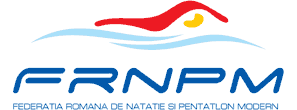 FRNPM
FEDERATIA ROMANA DE NATATIE SI PENTATLON MODERN